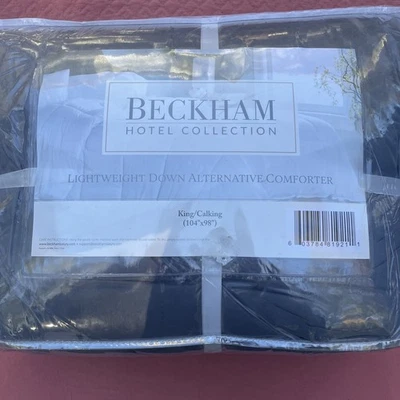 BECKHAM
HOTEL COLLECTION
LIGHTWEIGHT DOWN ALTERNATIVE COMFORTER
King/Calking
(104"x98")